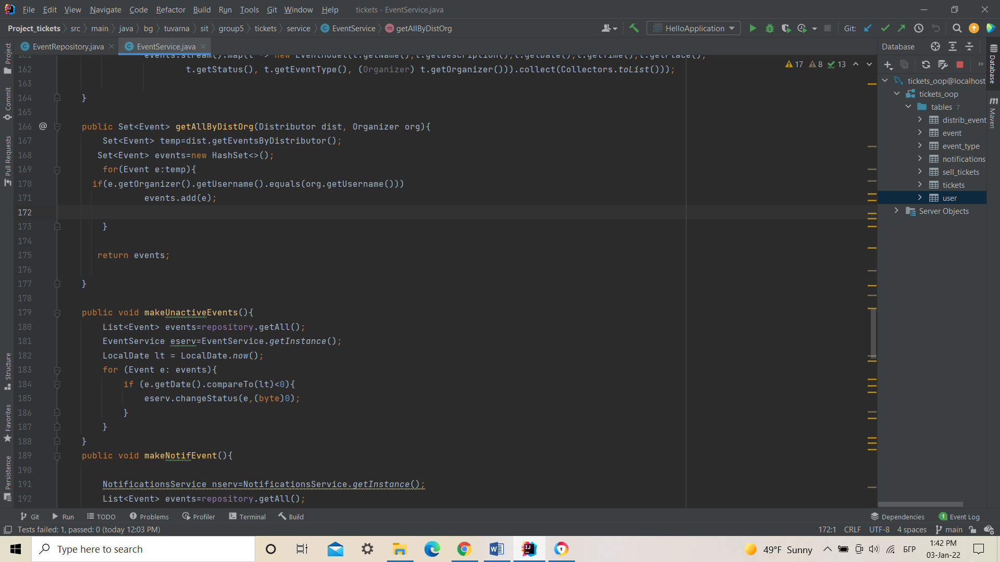 File Edit View Navigate Code Refactor Build Run Tools Git Window Help tickets - EventService.java
Project_tickets src main java bg tuvarna sit group5 tickets service EventService getAllByDistOrg HelloApplication Git:
EventRepository.java EventService.java Database
161 events.stream().map(t -> new EventModel(t.getName(),t.getDescription(),t.getDate(),t.getTime(),t.getPlace(),
162 t.getStatus(), t.getEventType(), (Organizer) t.getOrganizer())).collect(Collectors.toList()));
17 8 13
163
164 }
165
166 @ public Set<Event> getAllByDistOrg(Distributor dist, Organizer org){
167 Set<Event> temp=dist.getEventsByDistributor();
168 Set<Event> events=new HashSet<>();
169 for(Event e:temp){
170 if(e.getOrganizer().getUsername().equals(org.getUsername()))
171 events.add(e);
172
173 }
174
175 return events;
176
177 }
178
179 public void makeUnactiveEvents(){
180 List<Event> events=repository.getAll();
181 EventService eserv=EventService.getInstance();
182 LocalDate lt = LocalDate.now();
183 for (Event e: events){
184 if (e.getDate().compareTo(lt)<0){
185 eserv.changeStatus(e,(byte)0);
186 }
187 }
188 }
189 public void makeNotifEvent(){
190
191 NotificationsService nserv=NotificationsService.getInstance();
192 List<Event> events=repository.getAll();
tickets_oop@localhost
tickets_oop
tables 7
distrib_event
event
event_type
notifications
sell_tickets
tickets
user
Server Objects
Project
Commit
Pull Requests
Structure
Favorites
Persistence
Database
Maven
Git Run TODO Problems Profiler Terminal Build Dependencies 1 Event Log
Tests failed: 1, passed: 0 (today 12:03 PM) 172:1 CRLF UTF-8 4 spaces main
Type here to search 49°F Sunny БГР 1:42 PM
03-Jan-22